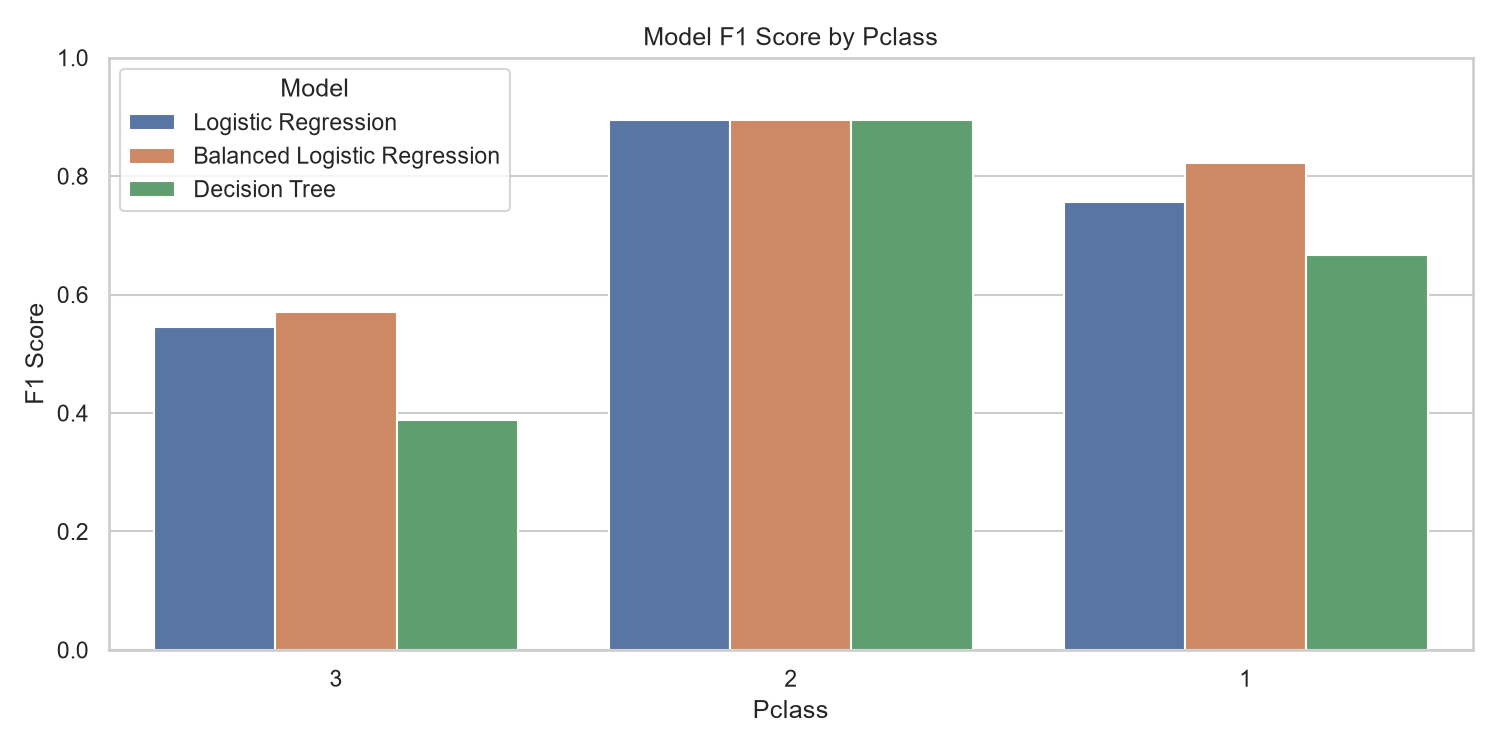 Model F1 Score by Pclass
Model
Logistic Regression
Balanced Logistic Regression
Decision Tree
F1 Score
1.0
0.8
0.6
0.4
0.2
0.0
3 2 1
Pclass